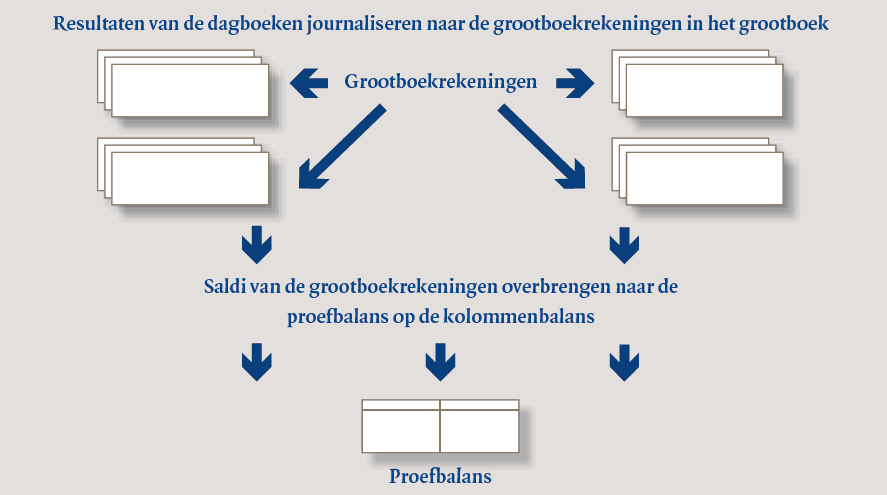 Resultaten van de dagboeken journaliseren naar de grootboekrekeningen in het grootboek
Grootboekrekeningen
Saldi van de grootboekrekeningen overbrengen naar de
proefbalans op de kolommenbalans
Proefbalans